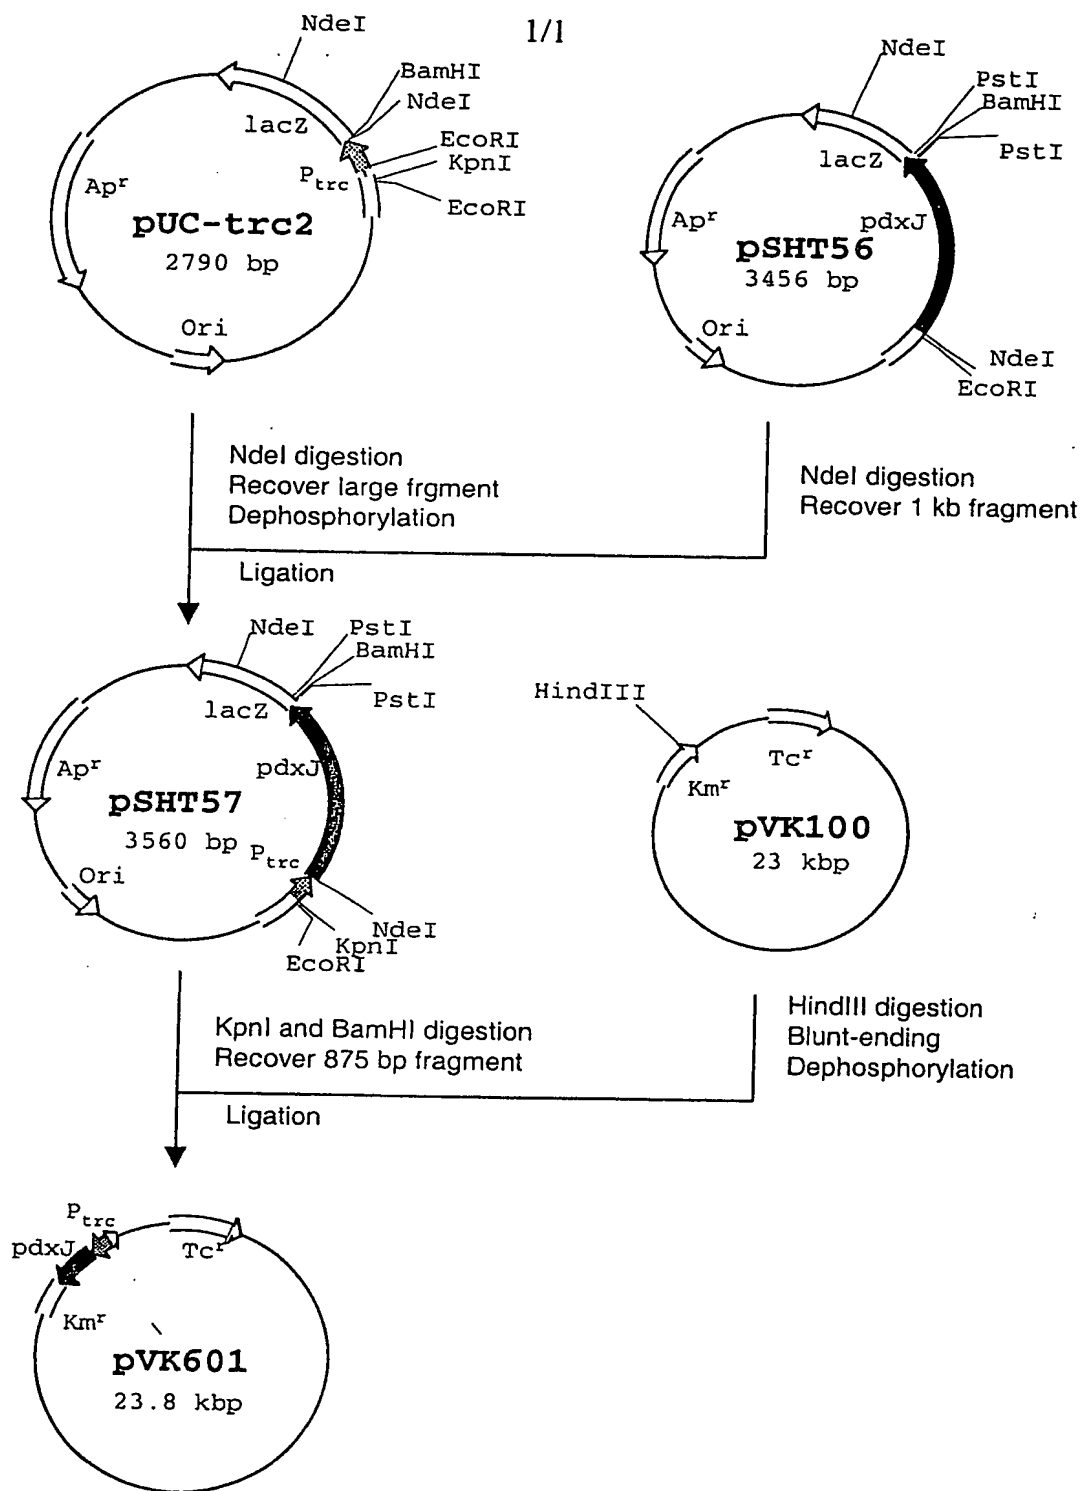 1/1
NdeI
BamHI
NdeI
EcoRI
KpnI
EcoRI
lacZ
Ptrc
Apr
pUC-trc2
2790 bp
Ori
NdeI
PstI
BamHI
PstI
lacZ
pdxJ
Apr
pSHT56
3456 bp
Ori
NdeI
EcoRI
NdeI digestion
Recover large frgment
Dephosphorylation
NdeI digestion
Recover 1 kb fragment
Ligation
NdeI
PstI
BamHI
PstI
lacZ
pdxJ
Apr
pSHT57
3560 bp
Ptrc
Ori
NdeI
KpnI
EcoRI
HindIII
Tcr
Kmr
pVK100
23 kbp
KpnI and BamHI digestion
Recover 875 bp fragment
HindIII digestion
Blunt-ending
Dephosphorylation
Ligation
Ptrc
pdxJ
Tcr
Kmr
pVK601
23.8 kbp